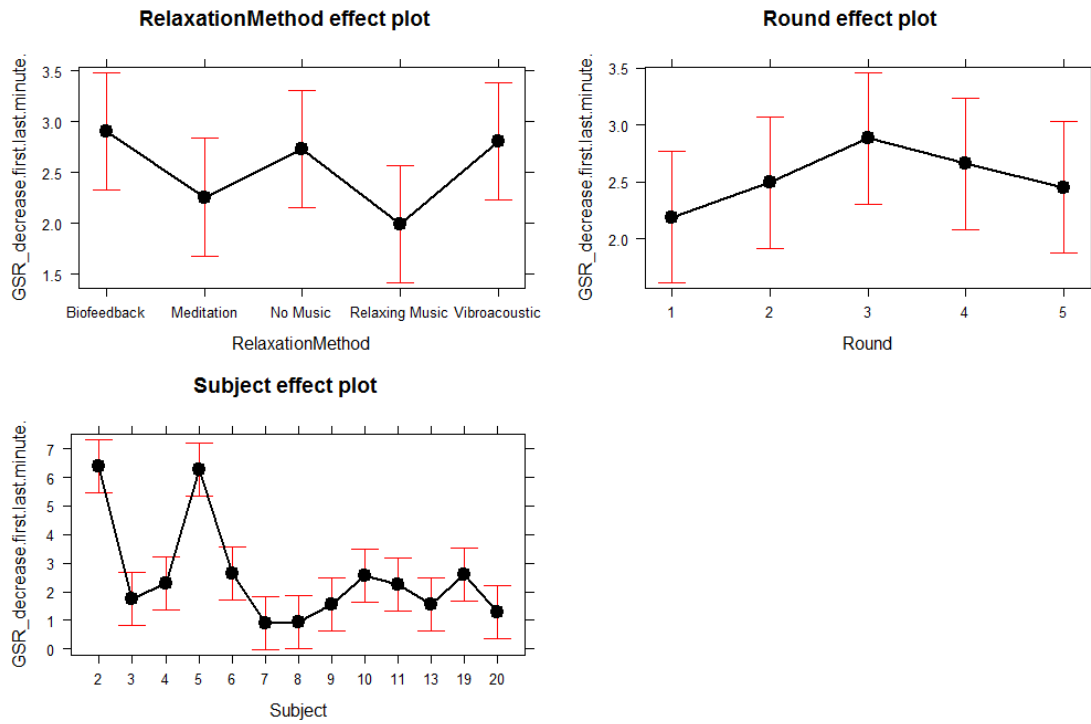 RelaxationMethod effect plot
GSR_decrease.first.last.minute.
3.5
3.0
2.5
2.0
1.5
Biofeedback Meditation No Music Relaxing Music Vibroacoustic
RelaxationMethod
Round effect plot
GSR_decrease.first.last.minute.
3.5
3.0
2.5
2.0
1 2 3 4 5
Round
Subject effect plot
GSR_decrease.first.last.minute.
7
6
5
4
3
2
1
0
2 3 4 5 6 7 8 9 10 11 13 19 20
Subject